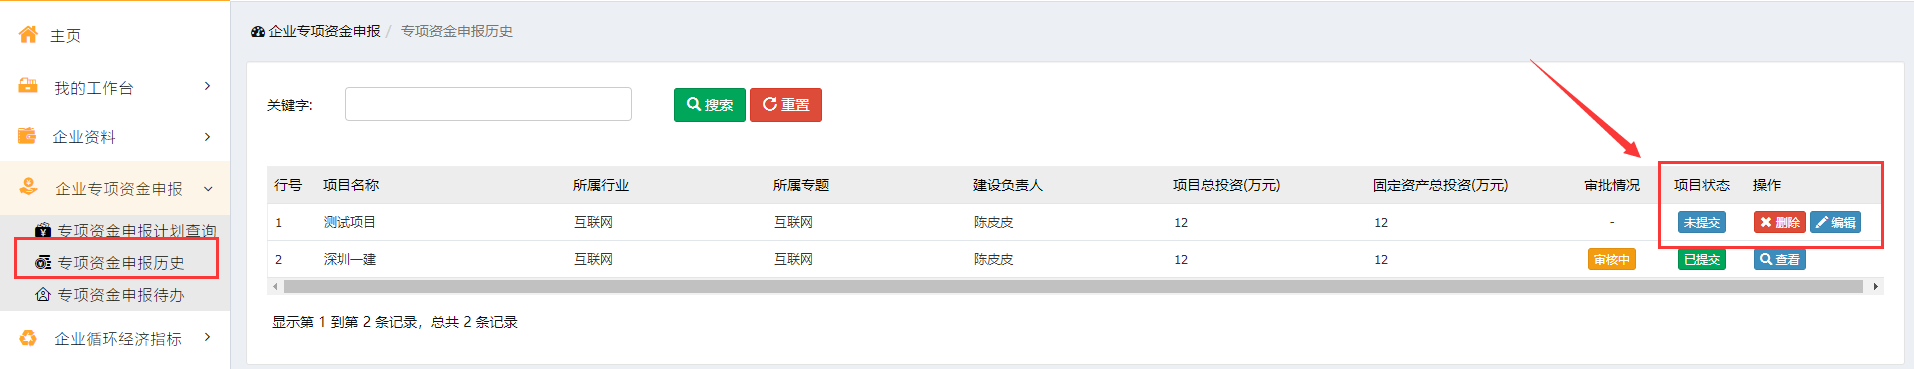 主页
我的工作台
企业资料
企业专项资金申报
专项资金申报计划查询
专项资金申报历史
专项资金申报待办
企业循环经济指标
企业专项资金申报 / 专项资金申报历史
关键字: 搜索 重置
行号 项目名称 所属行业 所属专题 建设负责人 项目总投资(万元) 固定资产总投资(万元) 审批情况 项目状态 操作
1 测试项目 互联网 互联网 陈皮皮 12 12 - 未提交 删除 编辑
2 深圳一建 互联网 互联网 陈皮皮 12 12 审核中 已提交 查看
显示第 1 到第 2 条记录，总共 2 条记录